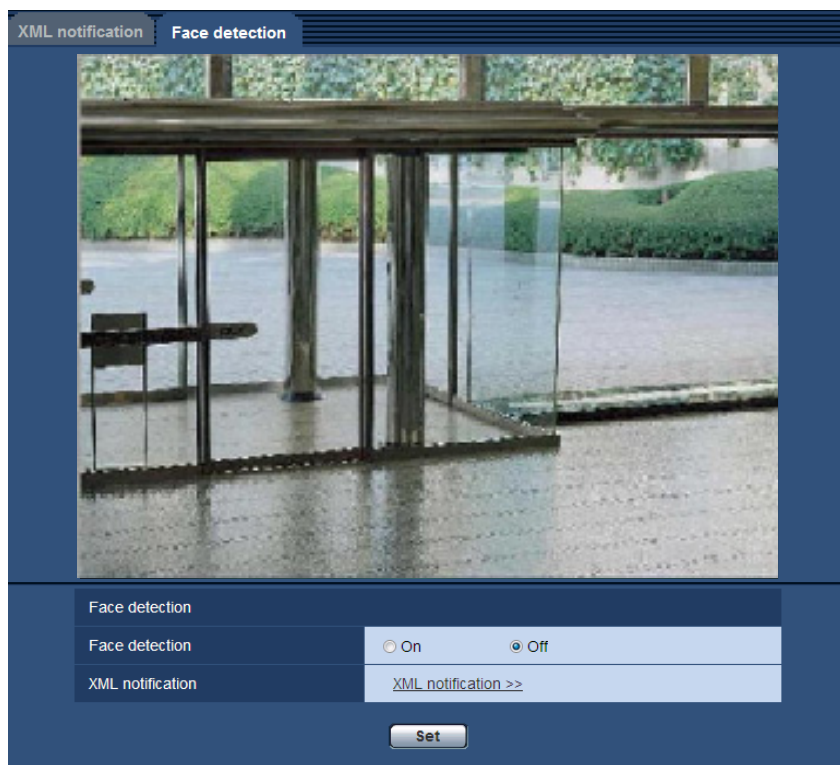 XML notification Face detection
Face detection
Face detection On Off
XML notification XML notification >>
Set